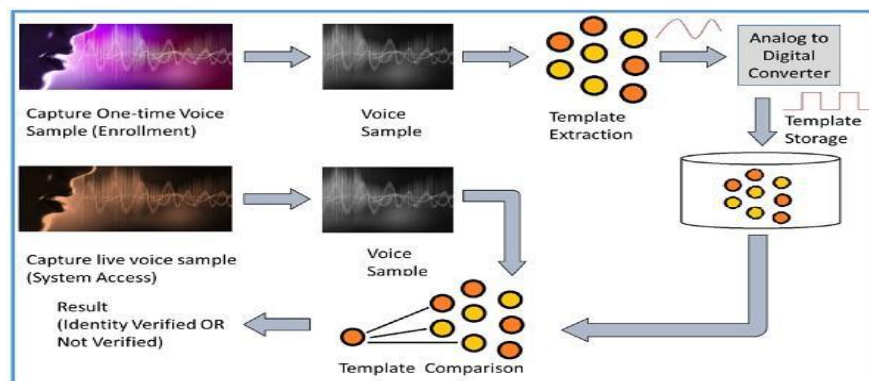 Capture One-time Voice
Sample (Enrollment)
Voice
Sample
Template
Extraction
Analog to
Digital
Converter
Template
Storage
Capture live voice sample
(System Access)
Voice
Sample
Result
(Identity Verified OR
Not Verified)
Template Comparison